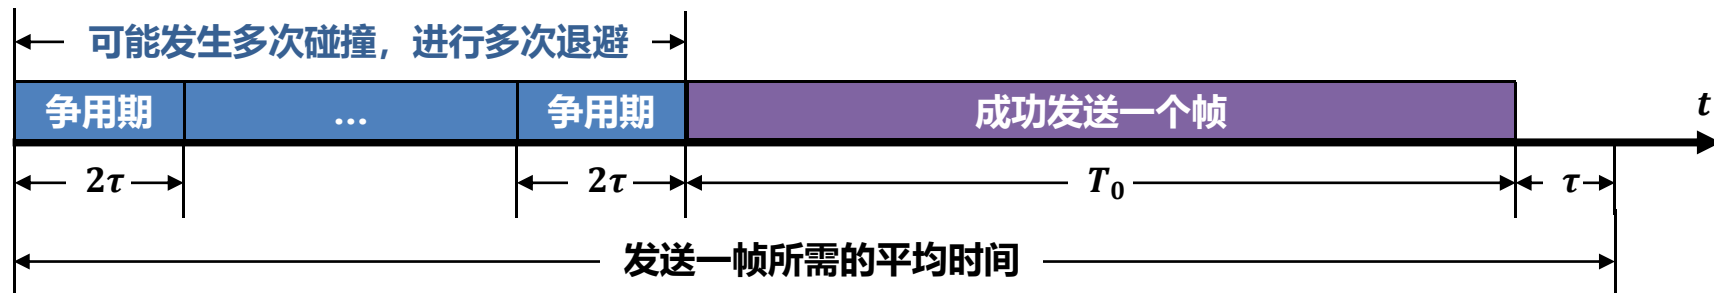 可能发生多次碰撞，进行多次退避
争用期 … 争用期 成功发送一个帧 t
2τ 2τ T₀ τ
发送一帧所需的平均时间